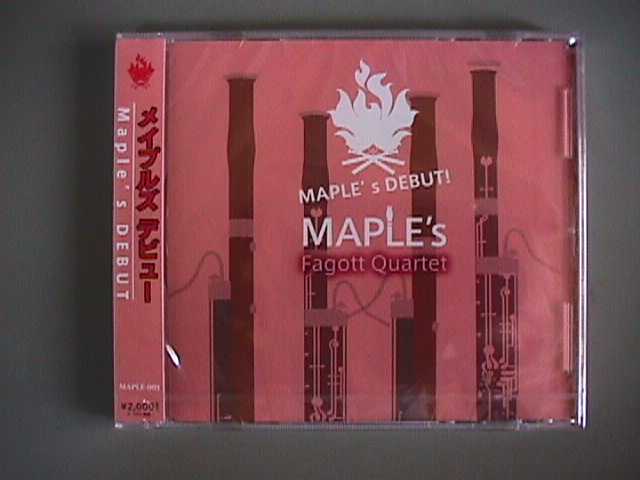 メイプルズ デビュー
Maple's DEBUT
MAPLE-001
¥2,000!
MAPLE's DEBUT!
MAPLE's
Fagott Quartet